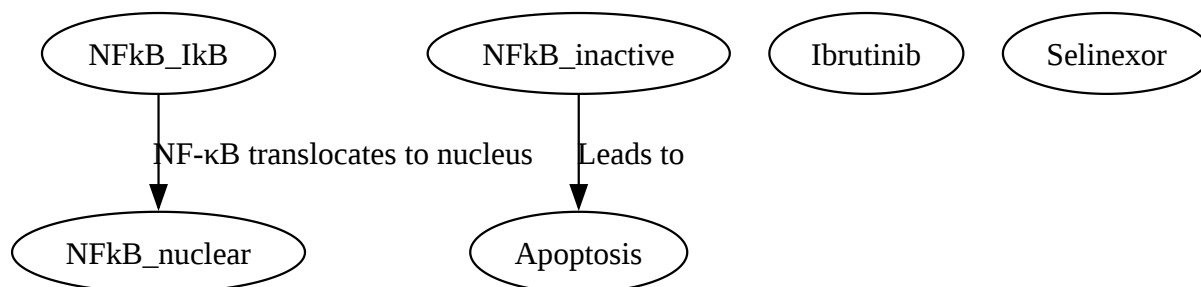 NFkB_IkB
NFkB_inactive
Ibrutinib
Selinexor
NF-κB translocates to nucleus
Leads to
NFkB_nuclear
Apoptosis